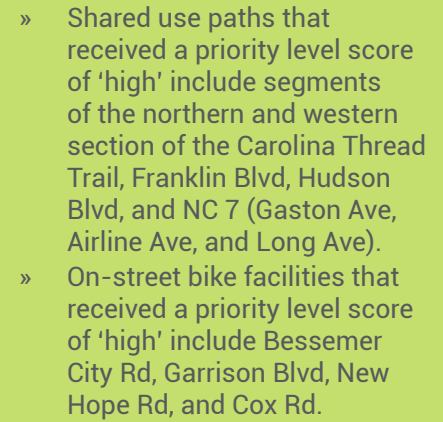 » Shared use paths that
received a priority level score
of ‘high’ include segments
of the northern and western
section of the Carolina Thread
Trail, Franklin Blvd, Hudson
Blvd, and NC 7 (Gaston Ave,
Airline Ave, and Long Ave).
» On-street bike facilities that
received a priority level score
of ‘high’ include Bessemer
City Rd, Garrison Blvd, New
Hope Rd, and Cox Rd.